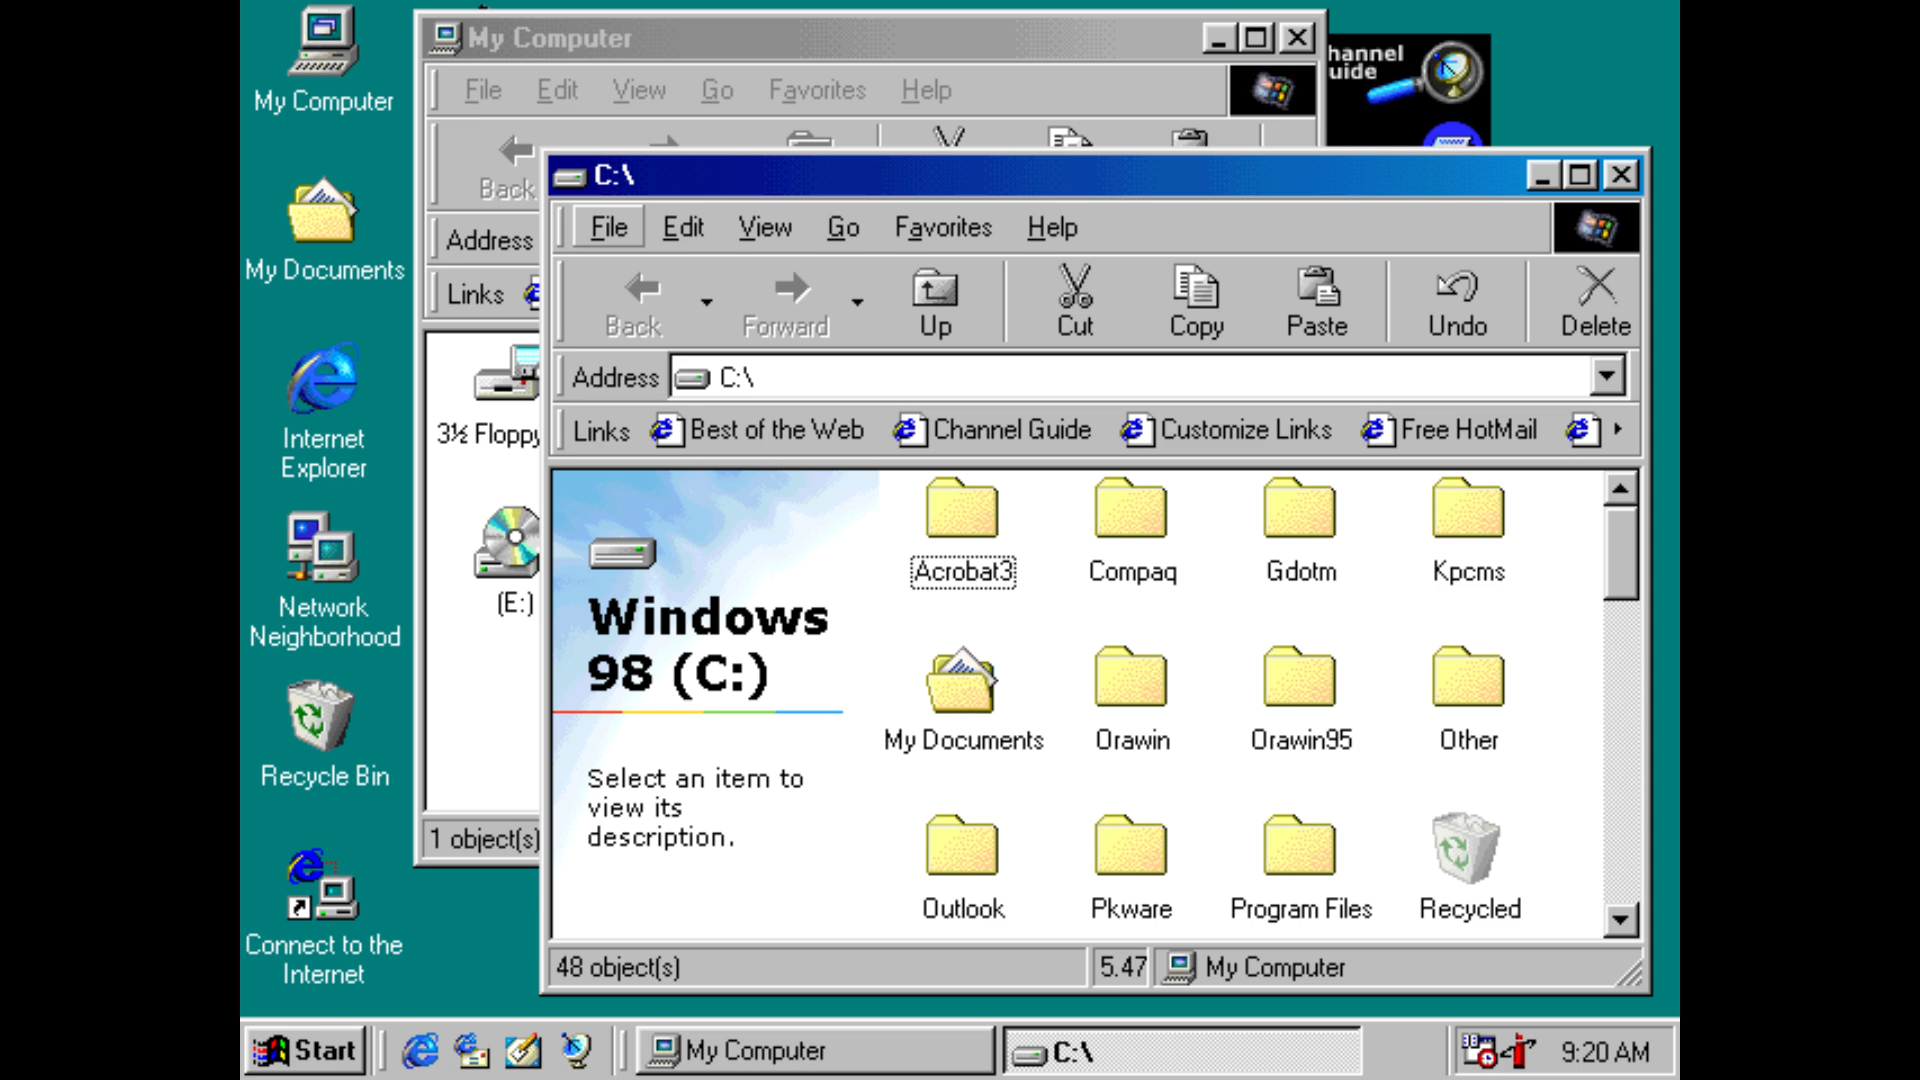 My Computer
My Documents
Internet
Explorer
Network
Neighborhood
Recycle Bin
Connect to the
Internet
My Computer
File Edit View Go Favorites Help
Back
Address
Links
3½ Floppy
(E:)
1 object(s)
hannel
uide
C:\
File Edit View Go Favorites Help
Back Forward Up Cut Copy Paste Undo Delete
Address C:\
Links Best of the Web Channel Guide Customize Links Free HotMail
Windows
98 (C:)
Select an item to
view its
description.
Acrobat3 Compaq Gdotm Kpcms
My Documents Orawin Orawin95 Other
Outlook Pkware Program Files Recycled
48 object(s) 5.47 My Computer
Start My Computer C:\ 9:20 AM